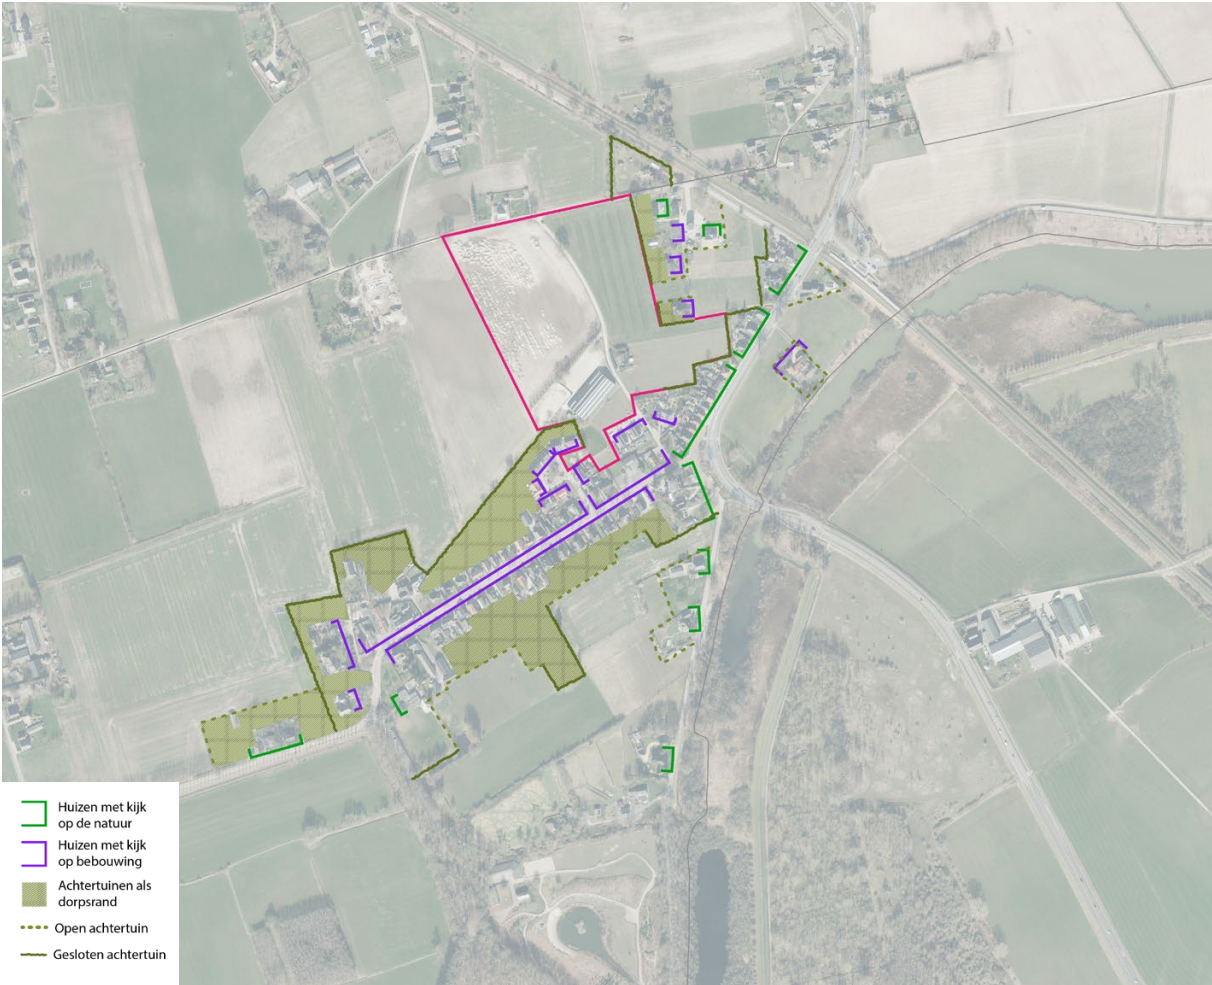 Huizen met kijk
op de natuur
Huizen met kijk
op bebouwing
Achtertuinen als
dorpsrand
Open achtertuin
Gesloten achtertuin